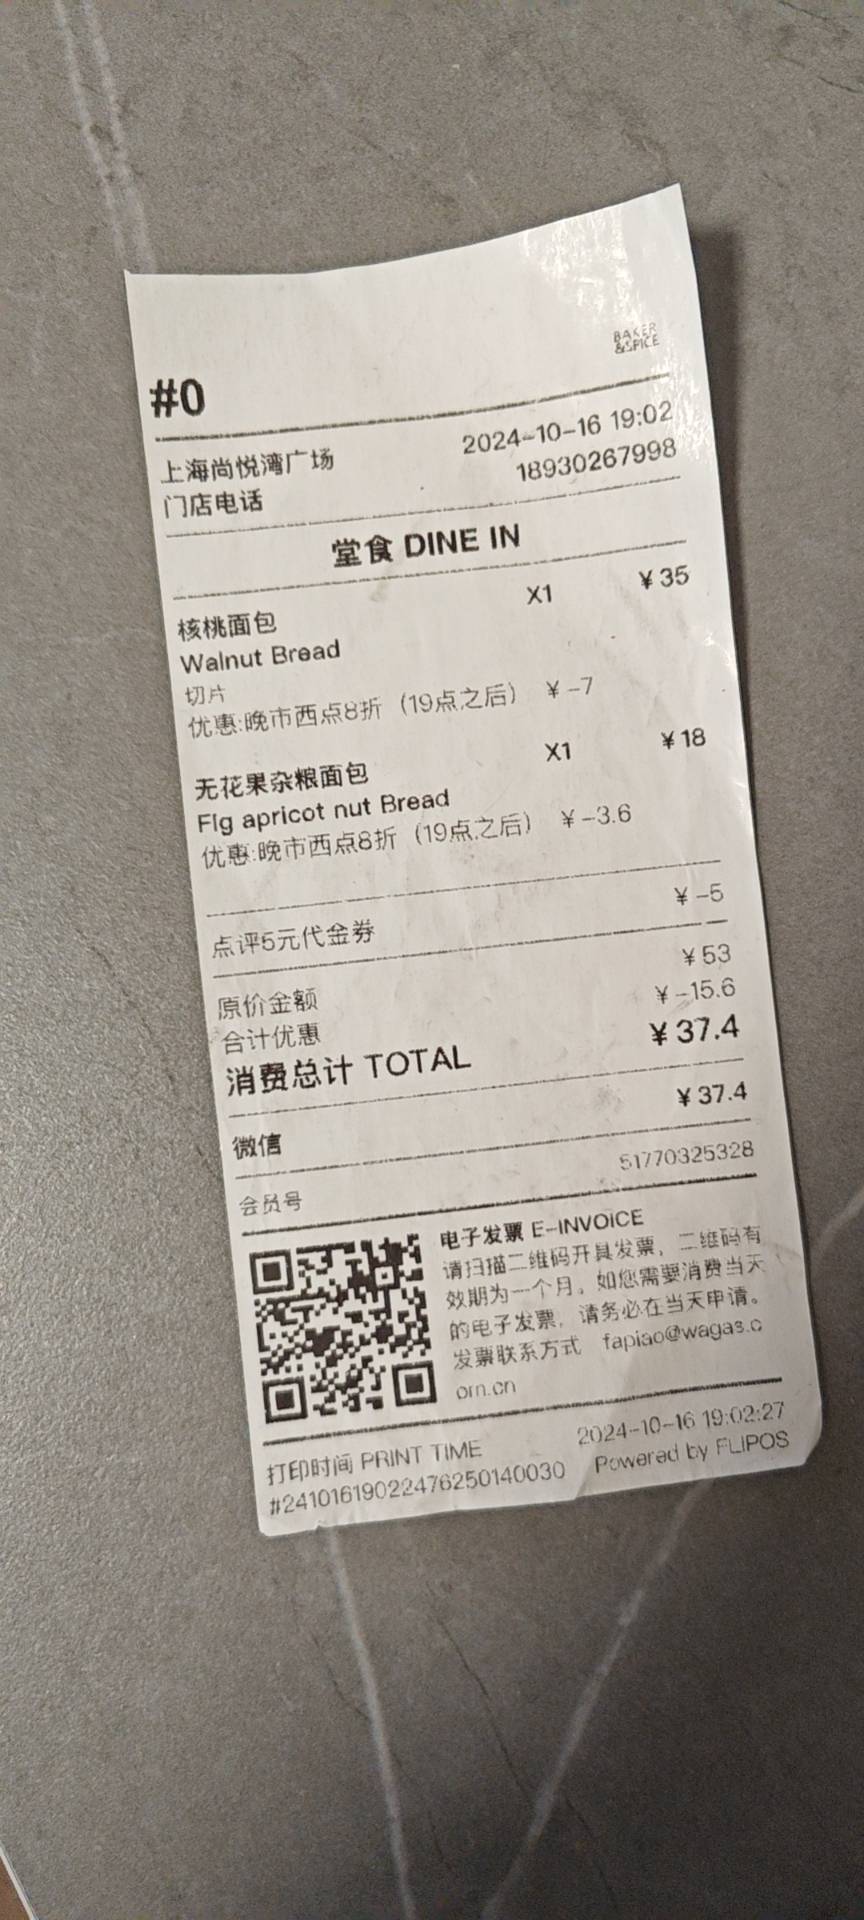 BAKER
&SPICE
#0
上海尚悦湾广场 2024-10-16 19:02
门店电话 18930267998
堂食 DINE IN
核桃面包 X1 ¥35
Walnut Bread
切片
优惠:晚市西点8折（19点之后） ¥-7
无花果杂粮面包 X1 ¥18
FIg apricot nut Bread
优惠:晚市西点8折（19点之后） ¥-3.6
点评5元代金券 ¥-5
原价金额 ¥53
合计优惠 ¥-15.6
消费总计 TOTAL ¥37.4
微信 ¥37.4
会员号 51770325328
电子发票 E-INVOICE
请扫描二维码开具发票，二维码有
效期为一个月。如您需要消费当天
的电子发票，请务必在当天申请。
发票联系方式 fapiao@wagas.c
om.cn
打印时间 PRINT TIME 2024-10-16 19:02:27
#241016190224762501​40030 Powered by FLIPOS